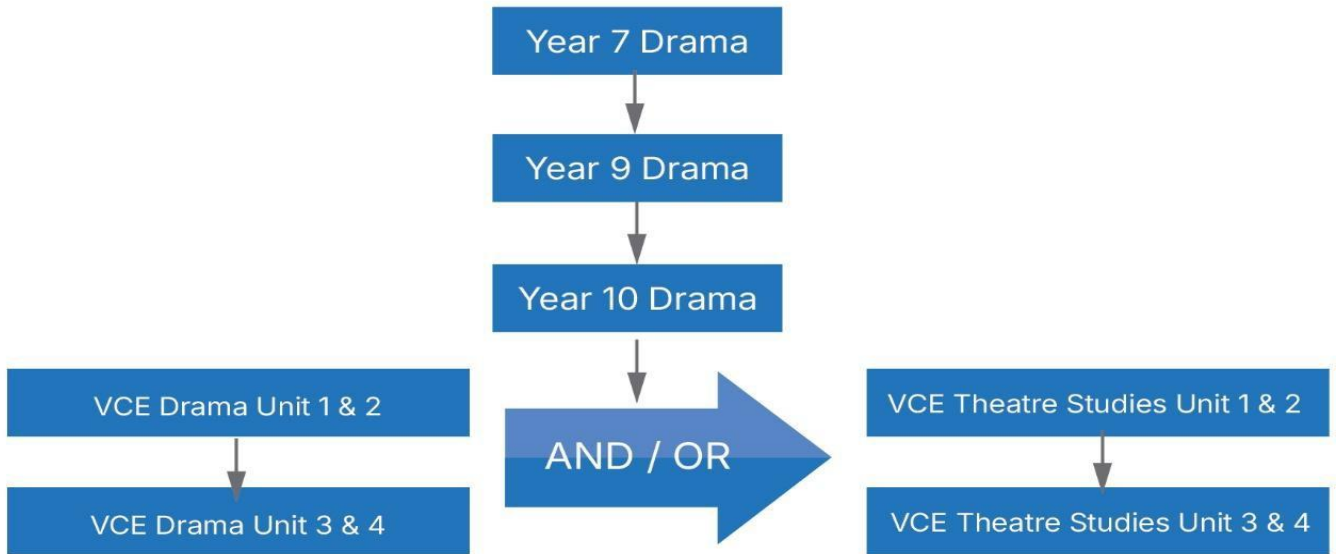 Year 7 Drama
Year 9 Drama
Year 10 Drama
VCE Drama Unit 1 & 2
VCE Drama Unit 3 & 4
AND / OR
VCE Theatre Studies Unit 1 & 2
VCE Theatre Studies Unit 3 & 4